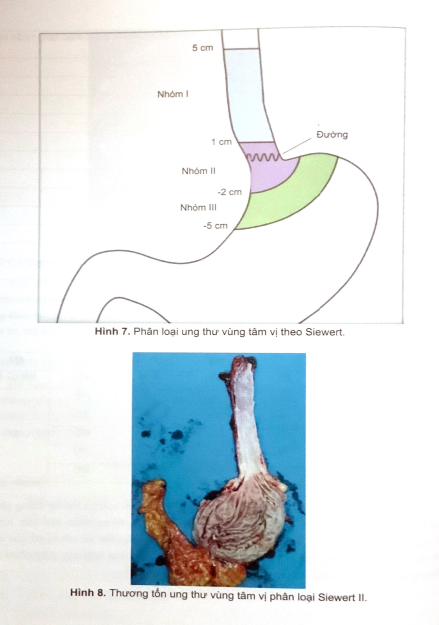 5 cm
Nhóm I
1 cm
Đường
Nhóm II
-2 cm
Nhóm III
-5 cm
Hình 7. Phân loại ung thư vùng tâm vị theo Siewert.
Hình 8. Thương tổn ung thư vùng tâm vị phân loại Siewert II.